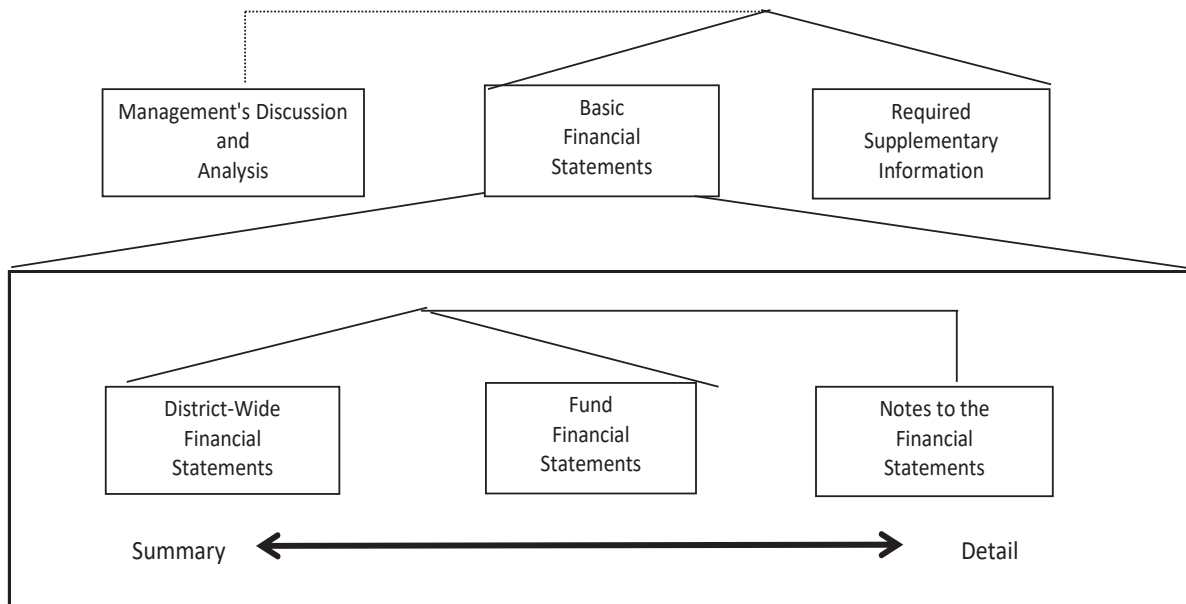 Management's Discussion
and
Analysis
Basic
Financial
Statements
Required
Supplementary
Information
District-Wide
Financial
Statements
Fund
Financial
Statements
Notes to the
Financial
Statements
Summary
Detail